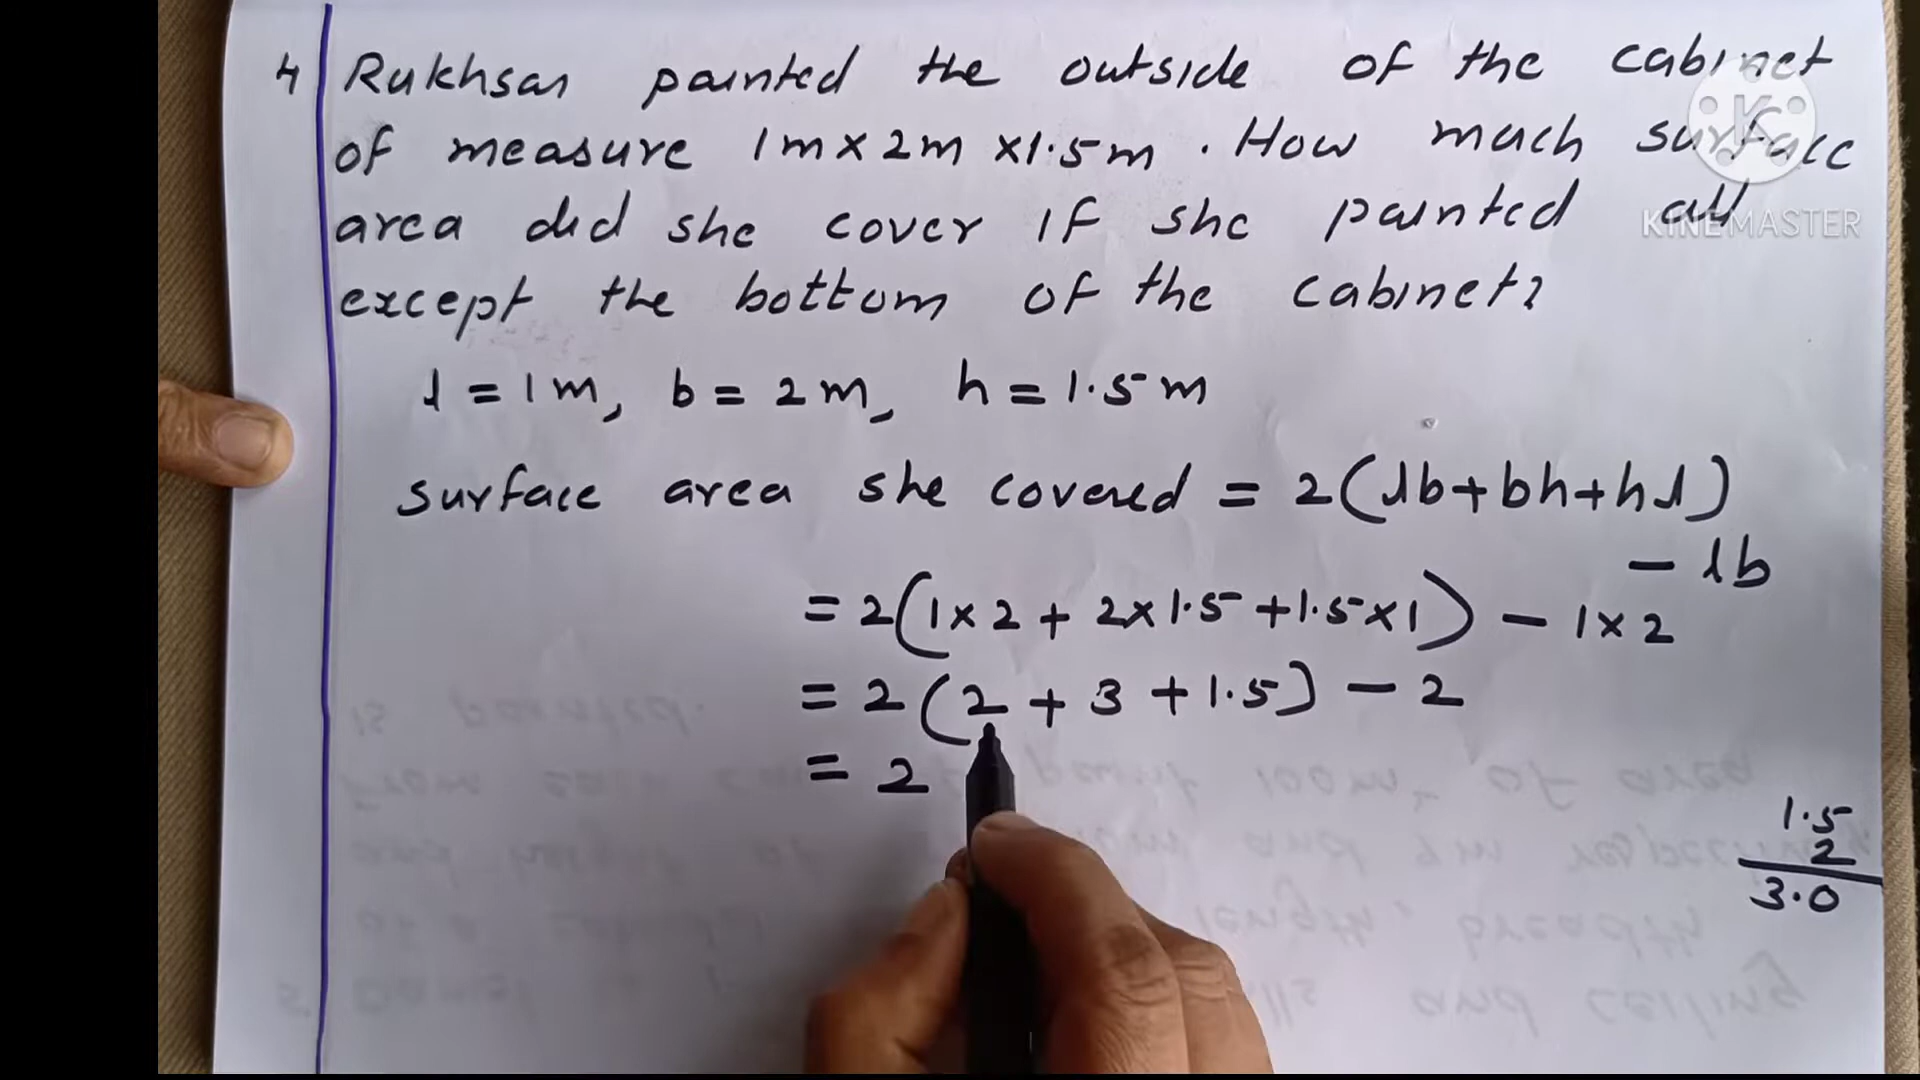 4 Rukhsar painted the outside of the cabinet
of measure 1m×2m×1.5m. How much surface
area did she cover if she painted all
except the bottom of the cabinet?
l = 1m, b = 2m, h = 1.5m
surface area she covered = 2(lb+bh+hl)
- lb
= 2(1×2 + 2×1.5 + 1.5×1) - 1×2
= 2(2 + 3 + 1.5) - 2
= 2
1.5
2
3.0
K
KINEMASTER